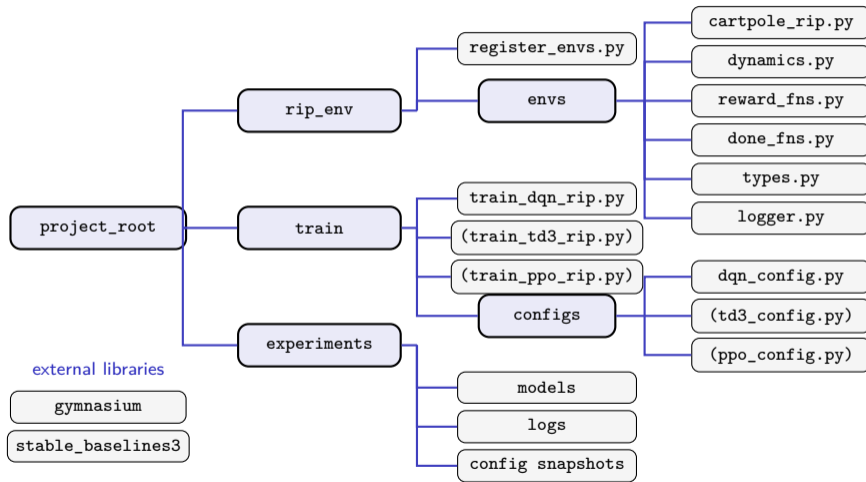 project_root
rip_env
register_envs.py
envs
cartpole_rip.py
dynamics.py
reward_fns.py
done_fns.py
types.py
logger.py
train
train_dqn_rip.py
(train_td3_rip.py)
(train_ppo_rip.py)
configs
dqn_config.py
(td3_config.py)
(ppo_config.py)
experiments
models
logs
config snapshots
external libraries
gymnasium
stable_baselines3